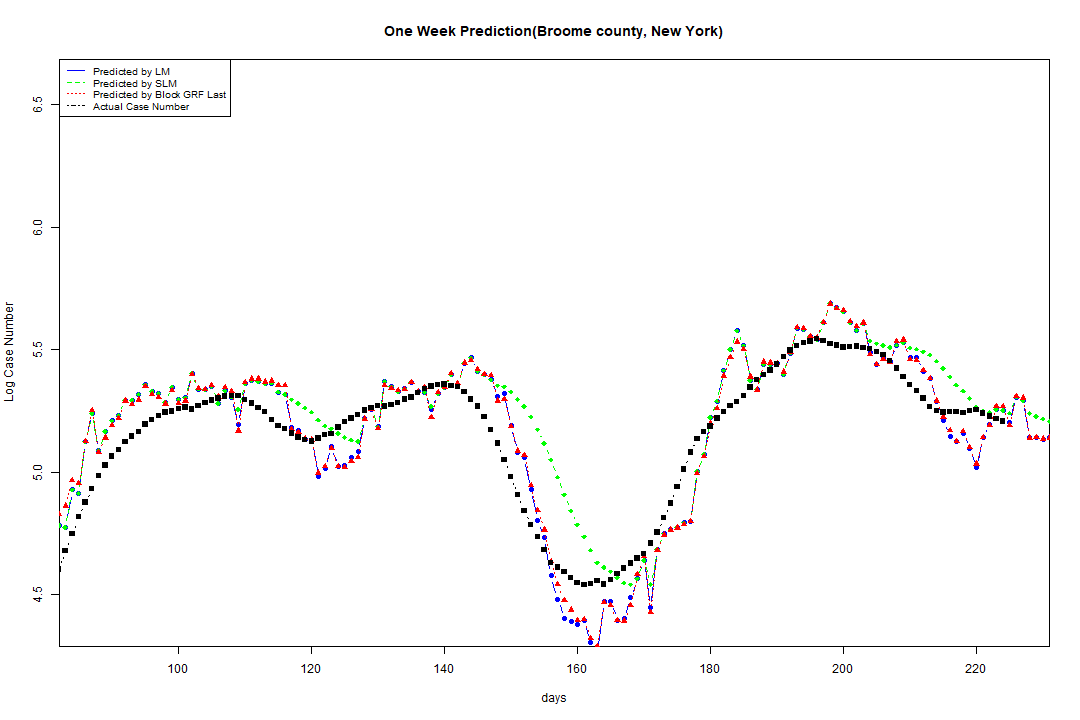 One Week Prediction(Broome county, New York)
Predicted by LM
Predicted by SLM
Predicted by Block GRF Last
Actual Case Number
6.5
6.0
5.5
5.0
4.5
Log Case Number
100 120 140 160 180 200 220
days